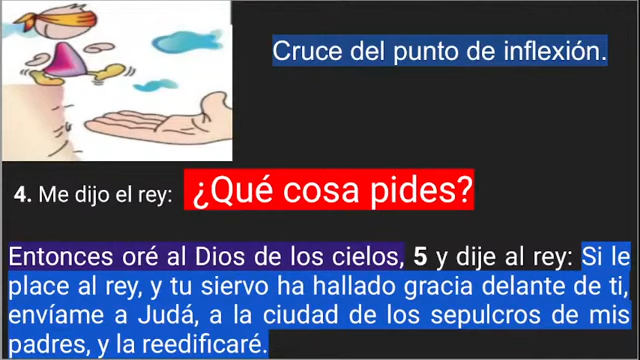 Cruce del punto de inflexión.
4. Me dijo el rey: ¿Qué cosa pides?
Entonces oré al Dios de los cielos, 5 y dije al rey: Si le
place al rey, y tu siervo ha hallado gracia delante de ti,
envíame a Judá, a la ciudad de los sepulcros de mis
padres, y la reedificaré.